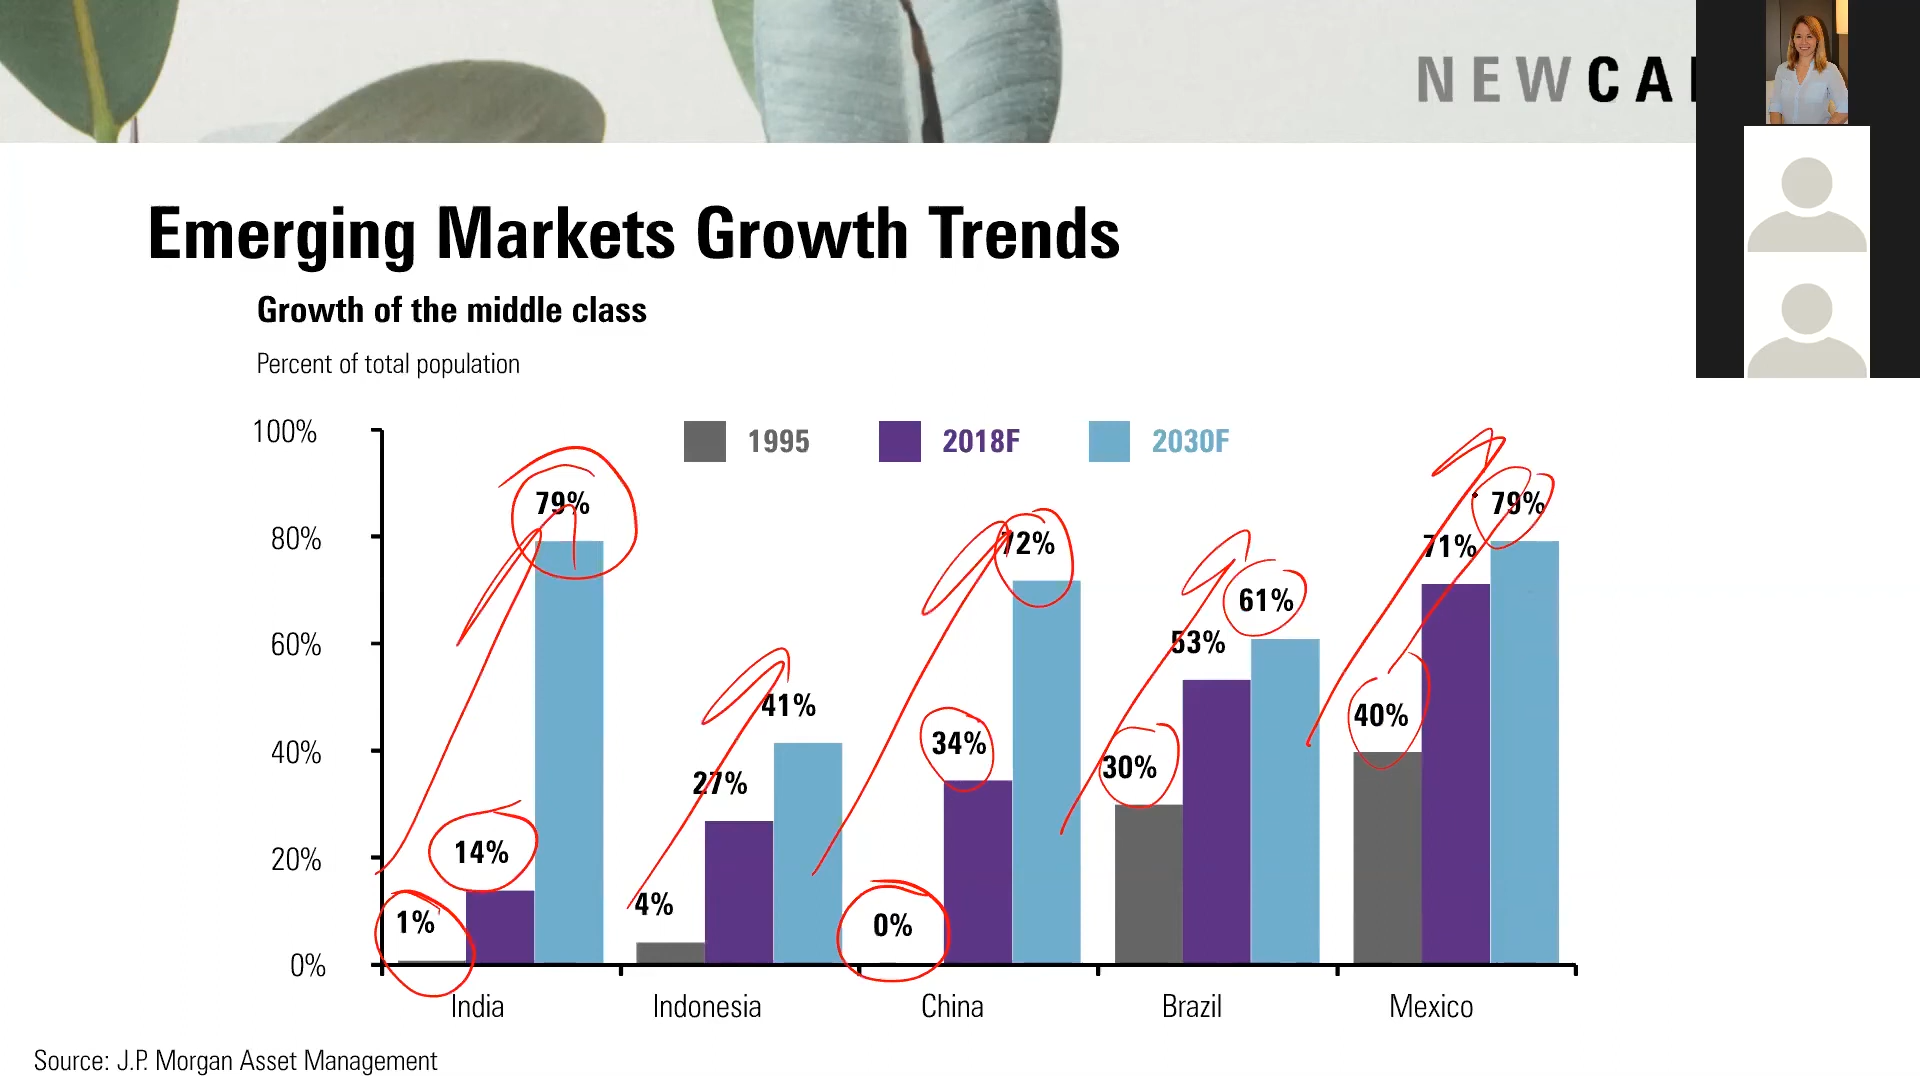 NEWCA
Emerging Markets Growth Trends
Growth of the middle class
Percent of total population
1995 2018F 2030F
100%
80%
60%
40%
20%
0%
1% 14% 79%
4% 27% 41%
0% 34% 72%
30% 53% 61%
40% 71% 79%
India Indonesia China Brazil Mexico
Source: J.P. Morgan Asset Management